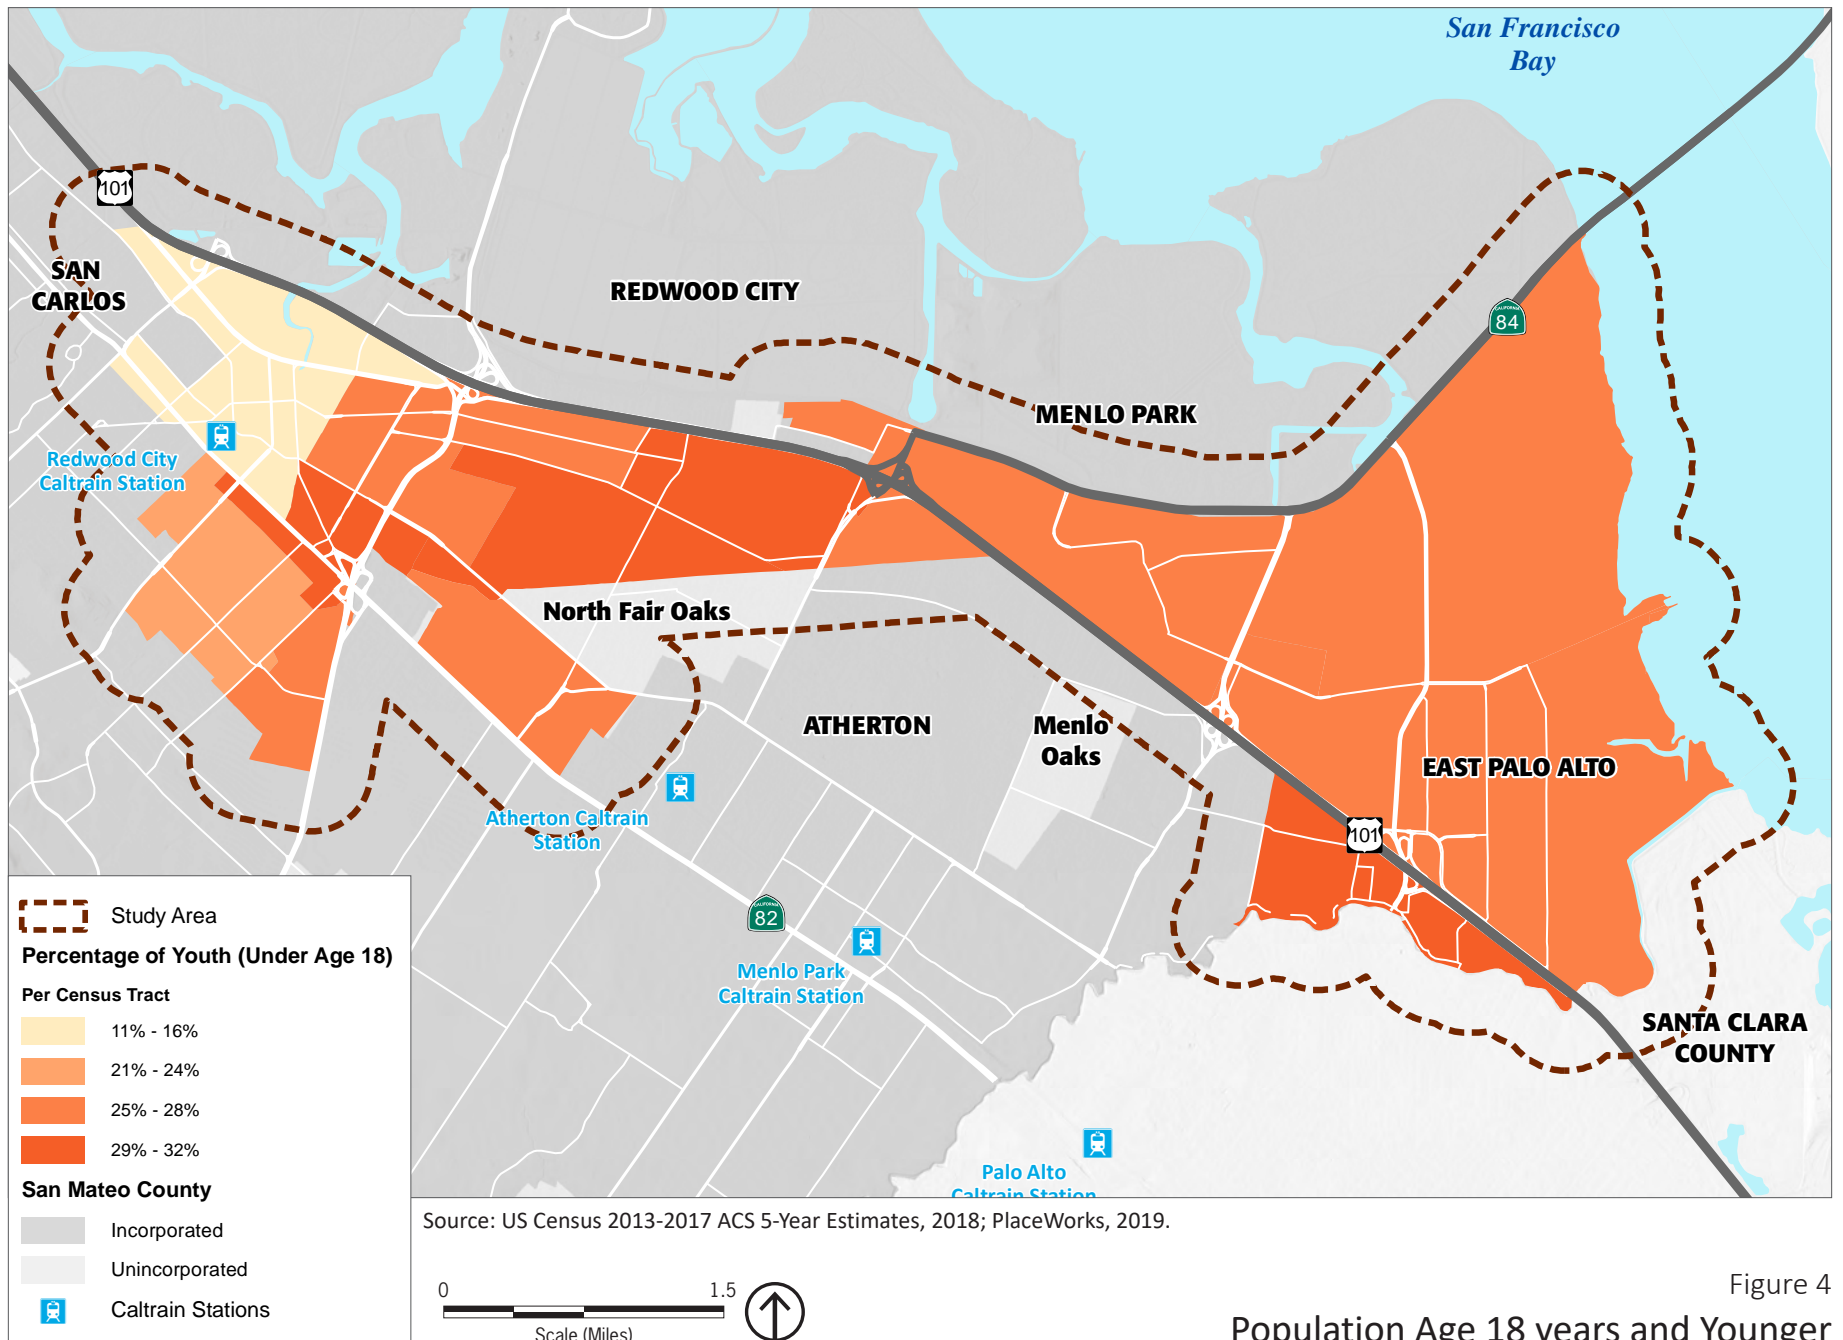 San Francisco
Bay
101
SAN
CARLOS
REDWOOD CITY
CALIFORNIA
84
MENLO PARK
Redwood City
Caltrain Station
North Fair Oaks
ATHERTON
Menlo
Oaks
EAST PALO ALTO
Atherton Caltrain
Station
101
CALIFORNIA
82
Menlo Park
Caltrain Station
SANTA CLARA
COUNTY
Palo Alto
Caltrain Station
Study Area
Percentage of Youth (Under Age 18)
Per Census Tract
11% - 16%
21% - 24%
25% - 28%
29% - 32%
San Mateo County
Incorporated
Unincorporated
Caltrain Stations
Source: US Census 2013-2017 ACS 5-Year Estimates, 2018; PlaceWorks, 2019.
0 1.5
Scale (Miles)
Figure 4
Population Age 18 years and Younger